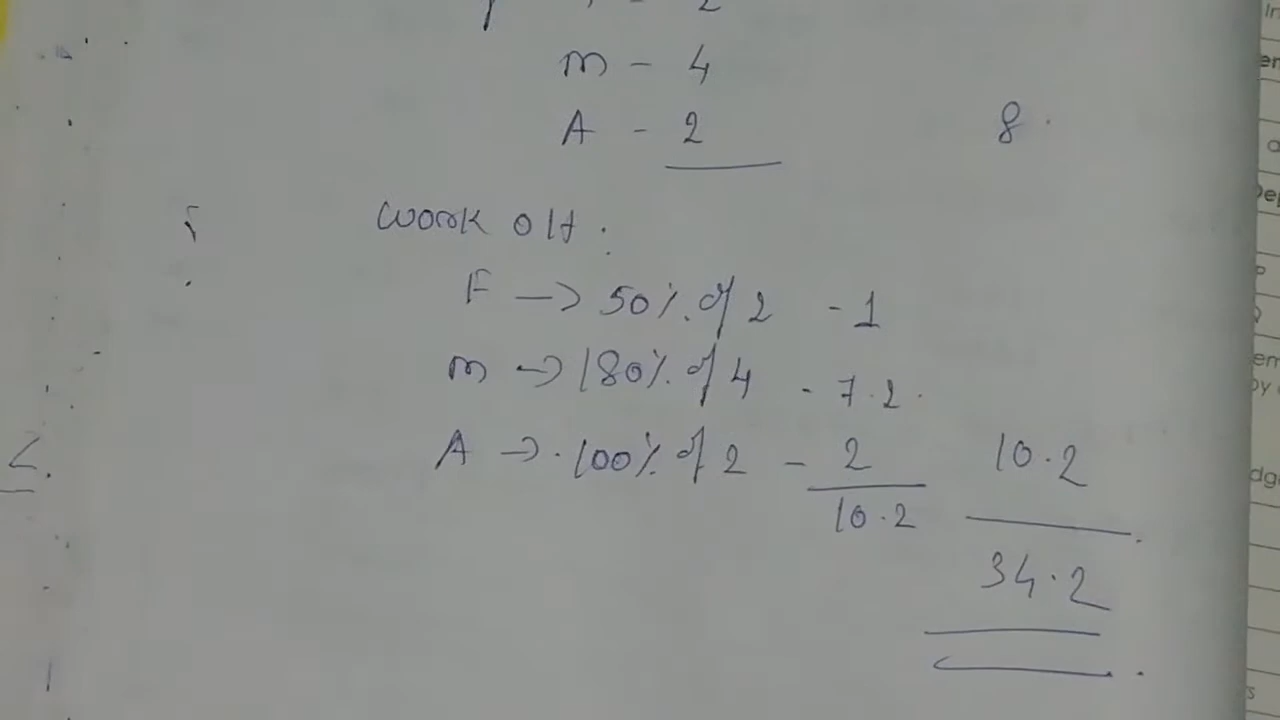 - 2
m - 4
A - 2 8.
work o/H.
F → 50% of 2 - 1
m → 180% of 4 - 7.2.
A → 100% of 2 - 2 10.2
10.2
34.2